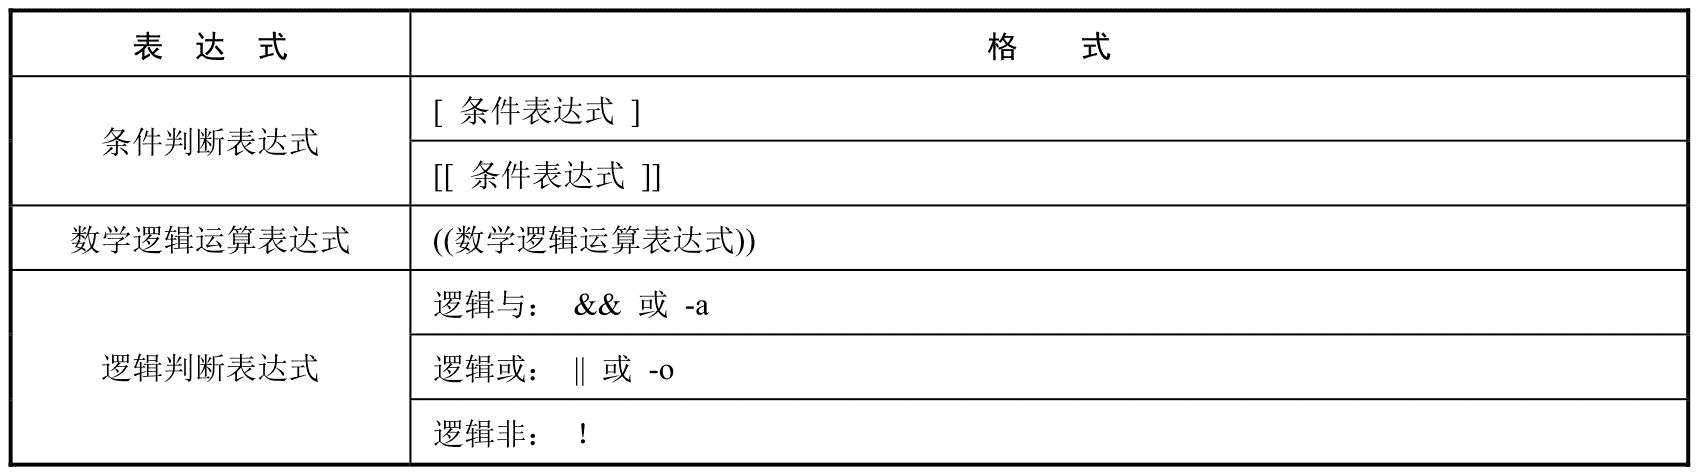 表 达 式 格 式
条件判断表达式
[ 条件表达式 ]
[[ 条件表达式 ]]
数学逻辑运算表达式 ((数学逻辑运算表达式))
逻辑判断表达式
逻辑与： && 或 -a
逻辑或： || 或 -o
逻辑非： !